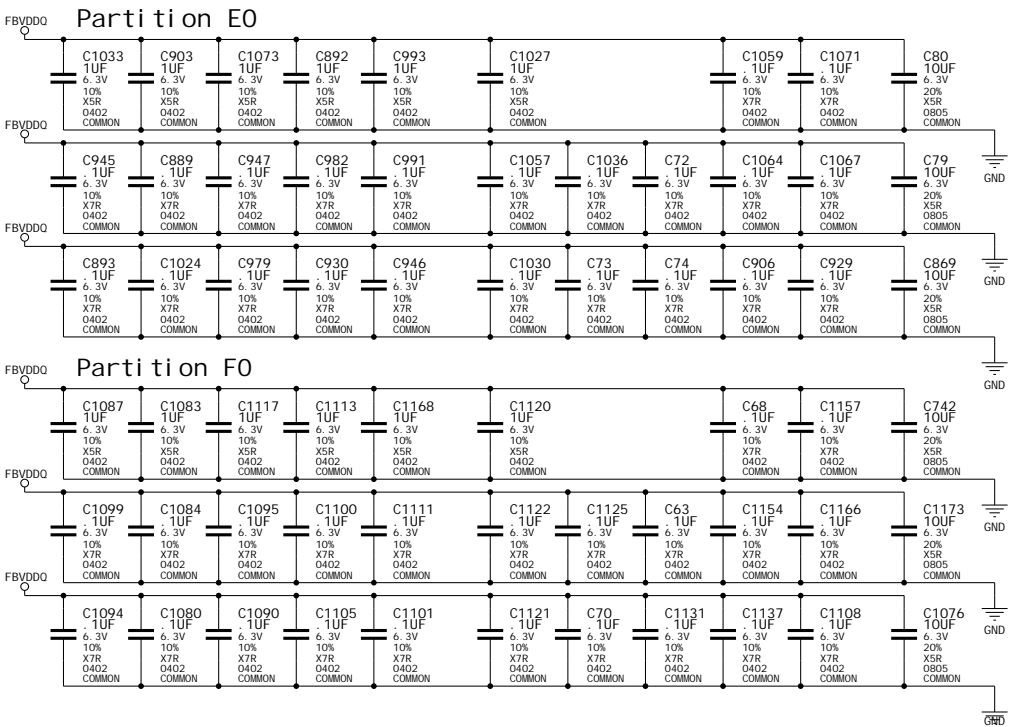 FBVDDQ Partition E0
C1033 C903 C1073 C892 C993 C1027 C1059 C1071 C80
1UF 1UF 1UF 1UF 1UF 1UF .1UF .1UF 10UF
6.3V 6.3V 6.3V 6.3V 6.3V 6.3V 6.3V 6.3V 6.3V
10% 10% 10% 10% 10% 10% 10% 10% 20%
X5R X5R X5R X5R X5R X5R X7R X7R X5R
0402 0402 0402 0402 0402 0402 0402 0402 0805
COMMON COMMON COMMON COMMON COMMON COMMON COMMON COMMON COMMON
FBVDDQ
C945 C889 C947 C982 C991 C1057 C1036 C72 C1064 C1067 C79
.1UF .1UF .1UF .1UF .1UF .1UF .1UF .1UF .1UF .1UF 10UF
6.3V 6.3V 6.3V 6.3V 6.3V 6.3V 6.3V 6.3V 6.3V 6.3V 6.3V
GND
10% 10% 10% 10% 10% 10% 10% 10% 10% 10% 20%
X7R X7R X7R X7R X7R X7R X7R X7R X7R X7R X5R
0402 0402 0402 0402 0402 0402 0402 0402 0402 0402 0805
COMMON COMMON COMMON COMMON COMMON COMMON COMMON COMMON COMMON COMMON COMMON
FBVDDQ
C893 C1024 C979 C930 C946 C1030 C73 C74 C906 C929 C869
.1UF .1UF .1UF .1UF .1UF .1UF .1UF .1UF .1UF .1UF 10UF
6.3V 6.3V 6.3V 6.3V 6.3V 6.3V 6.3V 6.3V 6.3V 6.3V 6.3V
GND
10% 10% 10% 10% 10% 10% 10% 10% 10% 10% 20%
X7R X7R X7R X7R X7R X7R X7R X7R X7R X7R X5R
0402 0402 0402 0402 0402 0402 0402 0402 0402 0402 0805
COMMON COMMON COMMON COMMON COMMON COMMON COMMON COMMON COMMON COMMON COMMON
FBVDDQ Partition F0
GND
C1087 C1083 C1117 C1113 C1168 C1120 C68 C1157 C742
1UF 1UF 1UF 1UF 1UF 1UF .1UF .1UF 10UF
6.3V 6.3V 6.3V 6.3V 6.3V 6.3V 6.3V 6.3V 6.3V
10% 10% 10% 10% 10% 10% 10% 10% 20%
X5R X5R X5R X5R X5R X5R X7R X7R X5R
0402 0402 0402 0402 0402 0402 0402 0402 0805
COMMON COMMON COMMON COMMON COMMON COMMON COMMON COMMON COMMON
FBVDDQ
C1099 C1084 C1095 C1100 C1111 C1122 C1125 C63 C1154 C1166 C1173
.1UF .1UF .1UF .1UF .1UF .1UF .1UF .1UF .1UF .1UF 10UF
6.3V 6.3V 6.3V 6.3V 6.3V 6.3V 6.3V 6.3V 6.3V 6.3V 6.3V
GND
10% 10% 10% 10% 10% 10% 10% 10% 10% 10% 20%
X7R X7R X7R X7R X7R X7R X7R X7R X7R X7R X5R
0402 0402 0402 0402 0402 0402 0402 0402 0402 0402 0805
COMMON COMMON COMMON COMMON COMMON COMMON COMMON COMMON COMMON COMMON COMMON
FBVDDQ
C1094 C1080 C1090 C1105 C1101 C1121 C70 C1131 C1137 C1108 C1076
.1UF .1UF .1UF .1UF .1UF .1UF .1UF .1UF .1UF .1UF 10UF
6.3V 6.3V 6.3V 6.3V 6.3V 6.3V 6.3V 6.3V 6.3V 6.3V 6.3V
GND
10% 10% 10% 10% 10% 10% 10% 10% 10% 10% 20%
X7R X7R X7R X7R X7R X7R X7R X7R X7R X7R X5R
0402 0402 0402 0402 0402 0402 0402 0402 0402 0402 0805
COMMON COMMON COMMON COMMON COMMON COMMON COMMON COMMON COMMON COMMON COMMON
GND